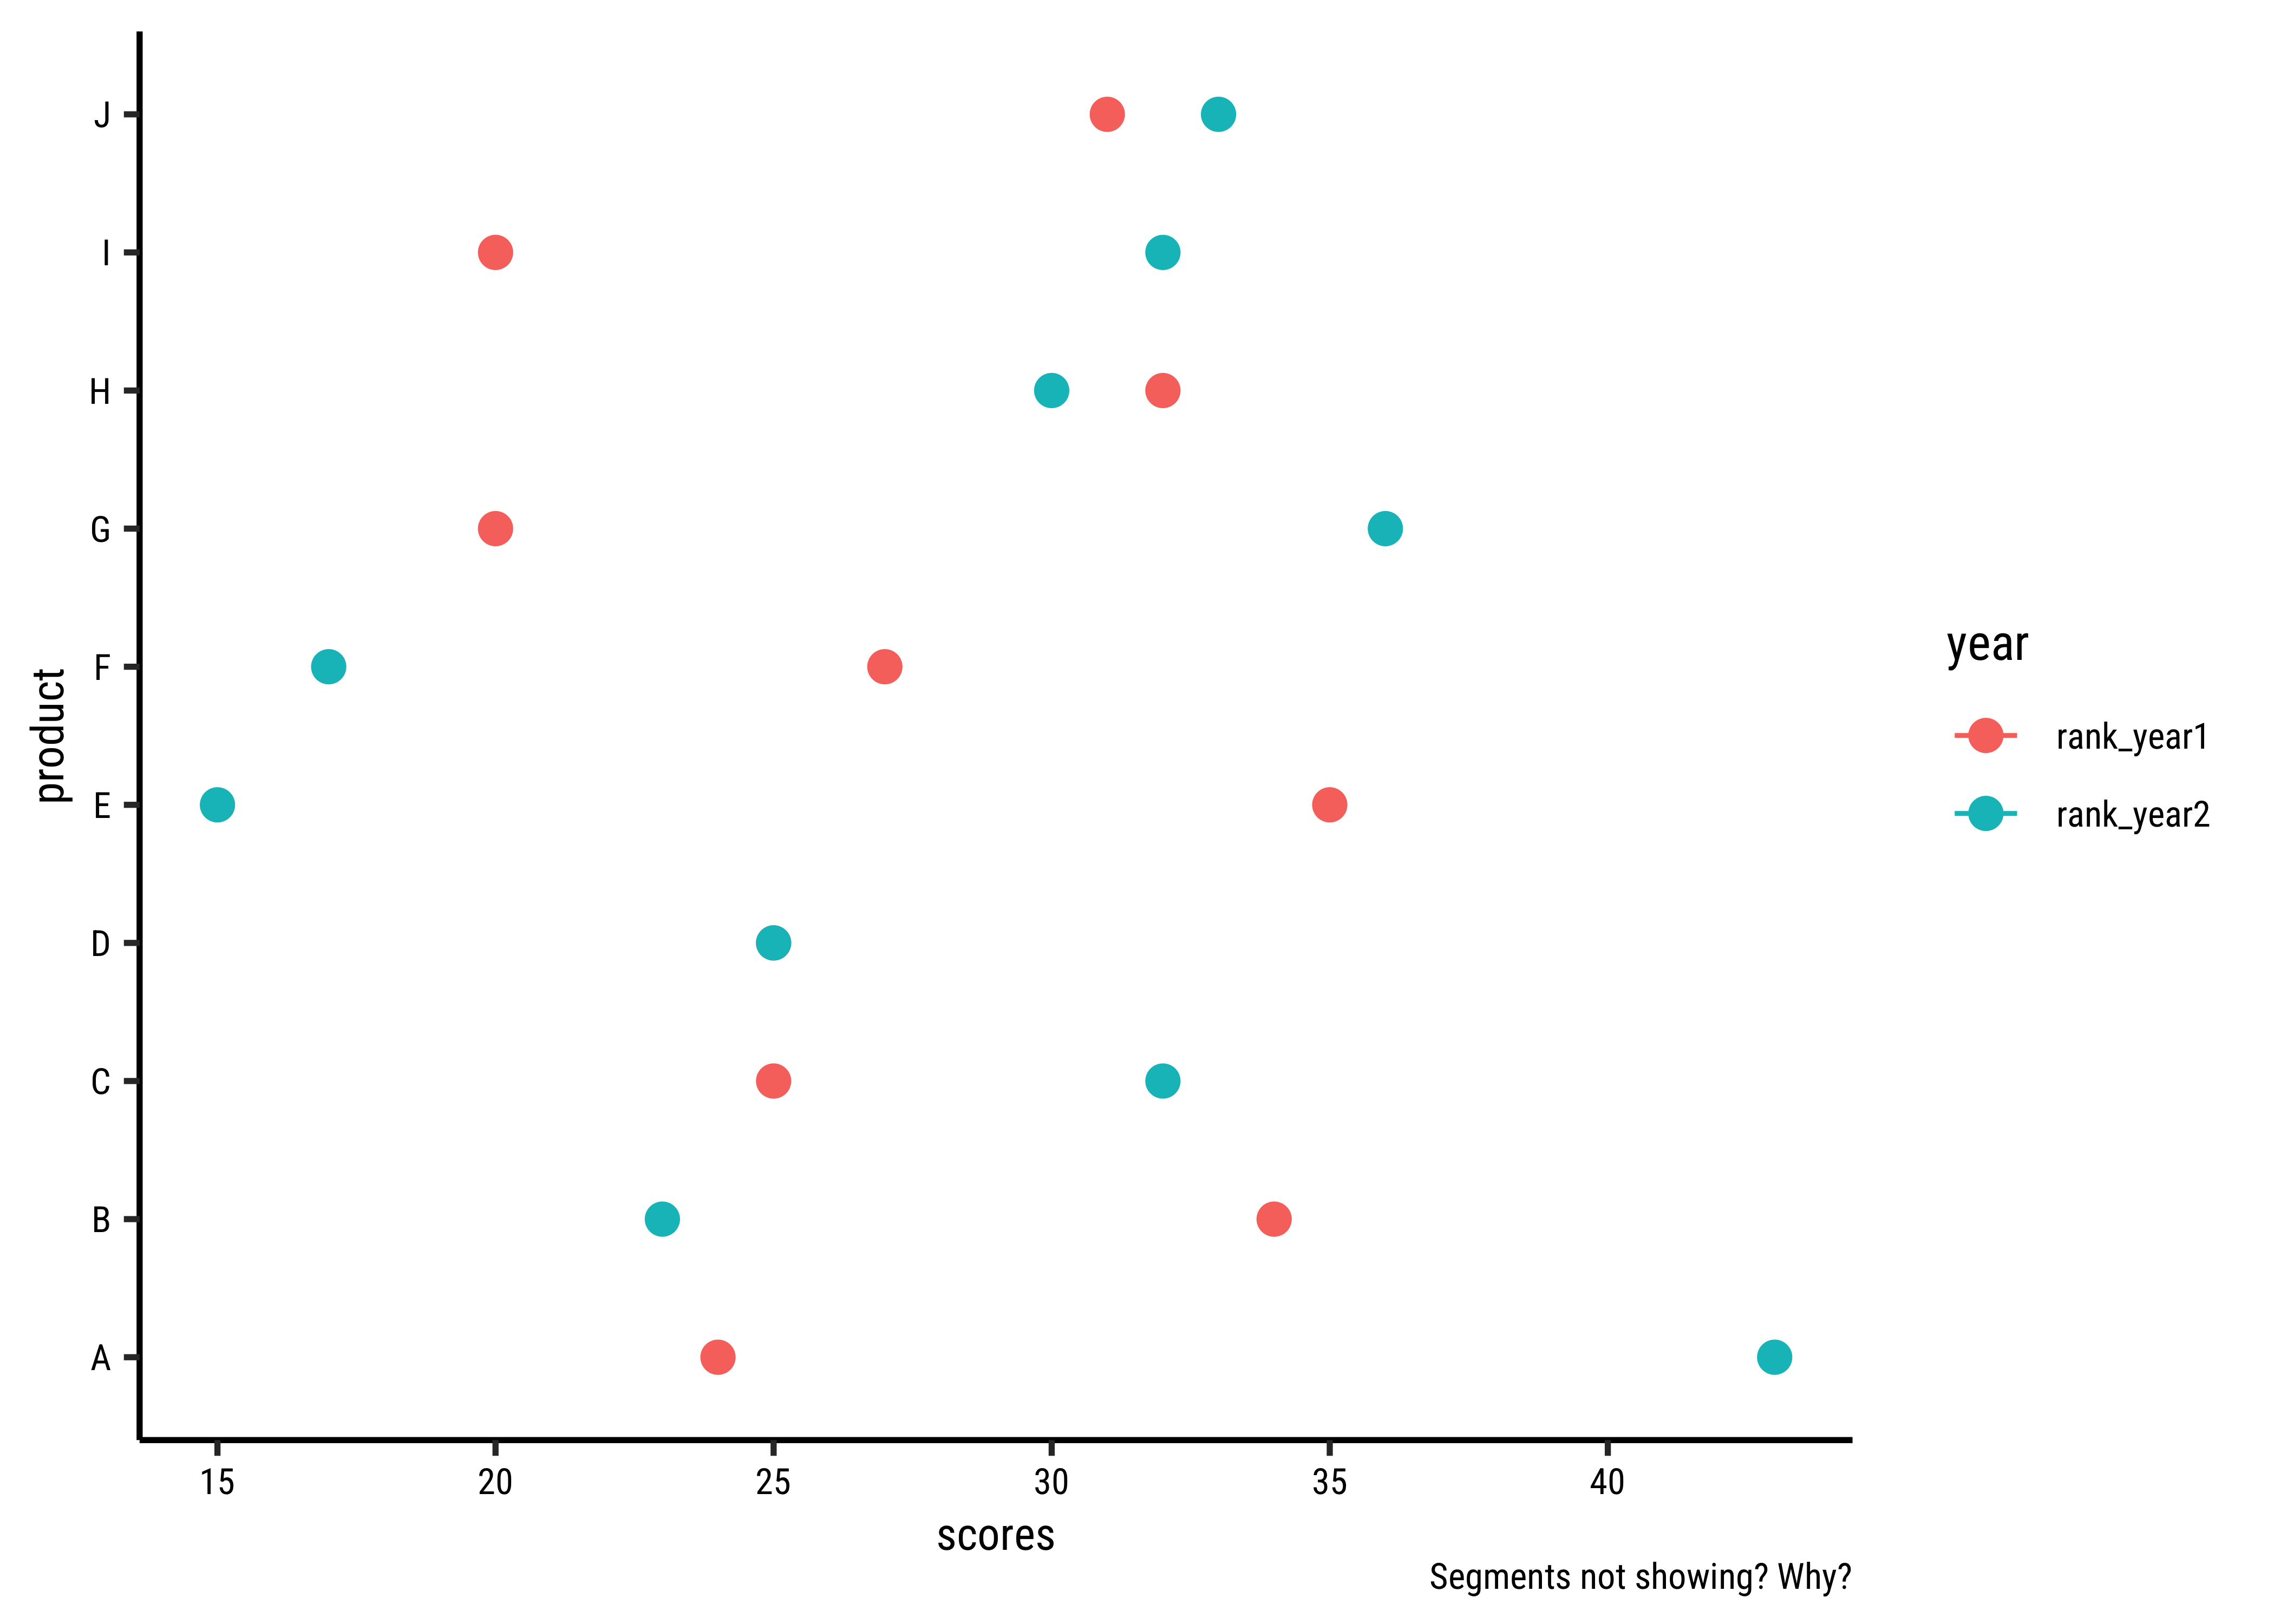 J
I
H
G
F
E
D
C
B
A
product
15 20 25 30 35 40
scores
year
rank_year1
rank_year2
Segments not showing? Why?